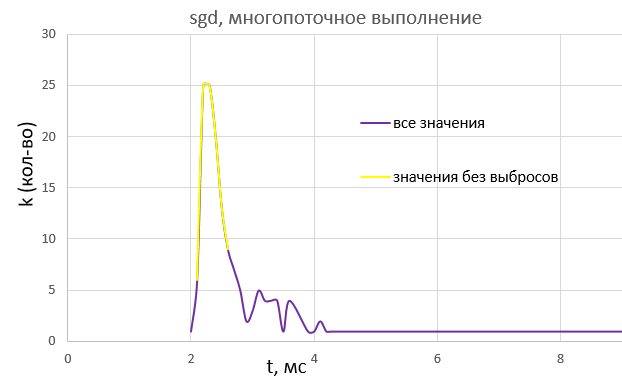 sgd, многопоточное выполнение
30
25
20
15
10
5
0
k (кол-во)
все значения
значения без выбросов
0 2 4 6 8
t, мс